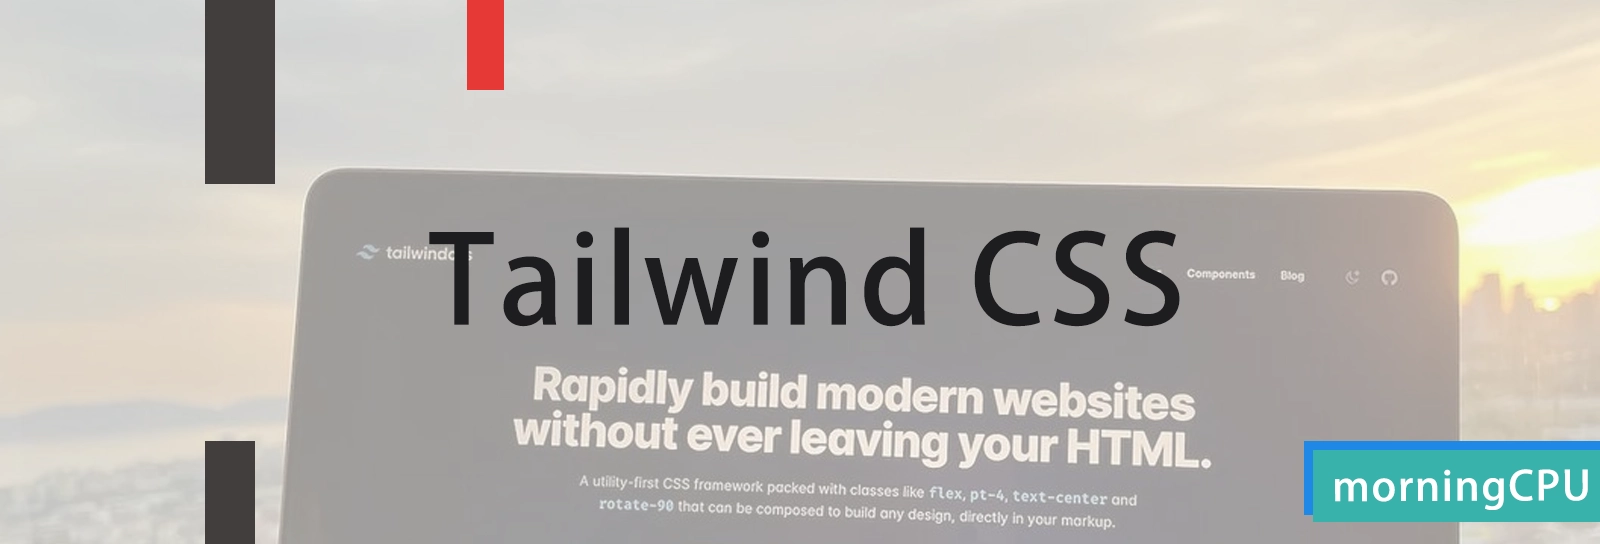 Tailwind CSS
tailwindcss
Components Blog
Rapidly build modern websites
without ever leaving your HTML.
A utility-first CSS framework packed with classes like flex, pt-4, text-center and
rotate-90 that can be composed to build any design, directly in your markup.
morningCPU